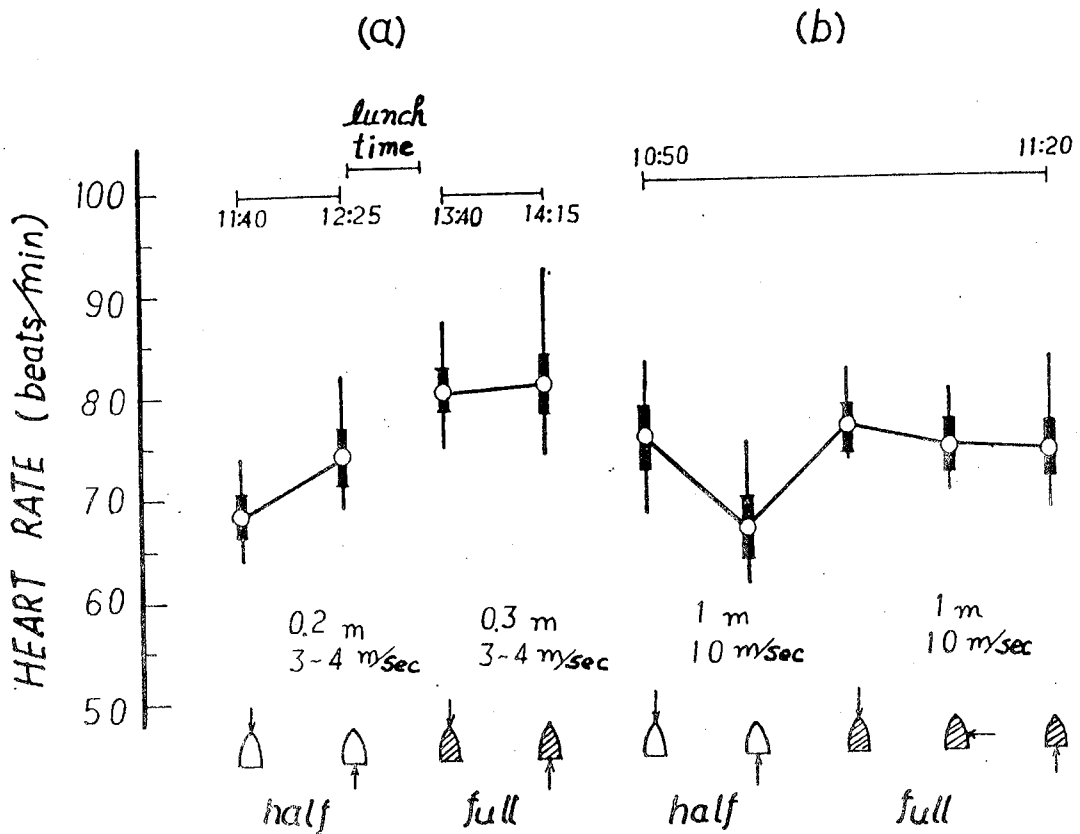 (a)
(b)
lunch
time
10:50
11:20
11:40
12:25
13:40
14:15
HEART RATE (beats/min)
100
90
80
70
60
50
0.2 m
3~4 m/sec
0.3 m
3~4 m/sec
1 m
10 m/sec
1 m
10 m/sec
half
full
half
full